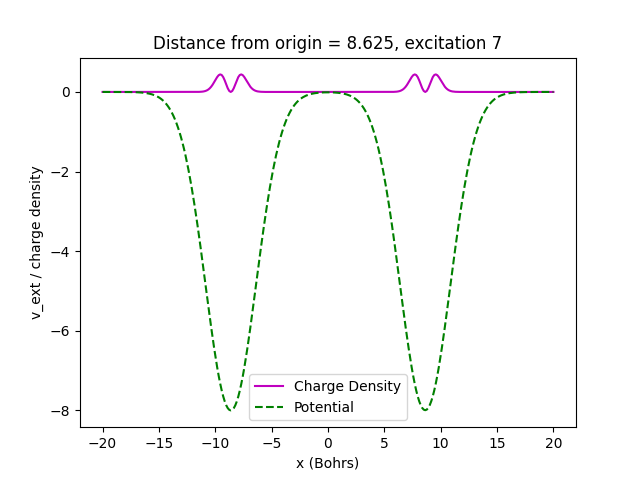 Distance from origin = 8.625, excitation 7
v_ext / charge density
0
−2
−4
−6
−8
Charge Density
Potential
−20
−15
−10
−5
0
5
10
15
20
x (Bohrs)